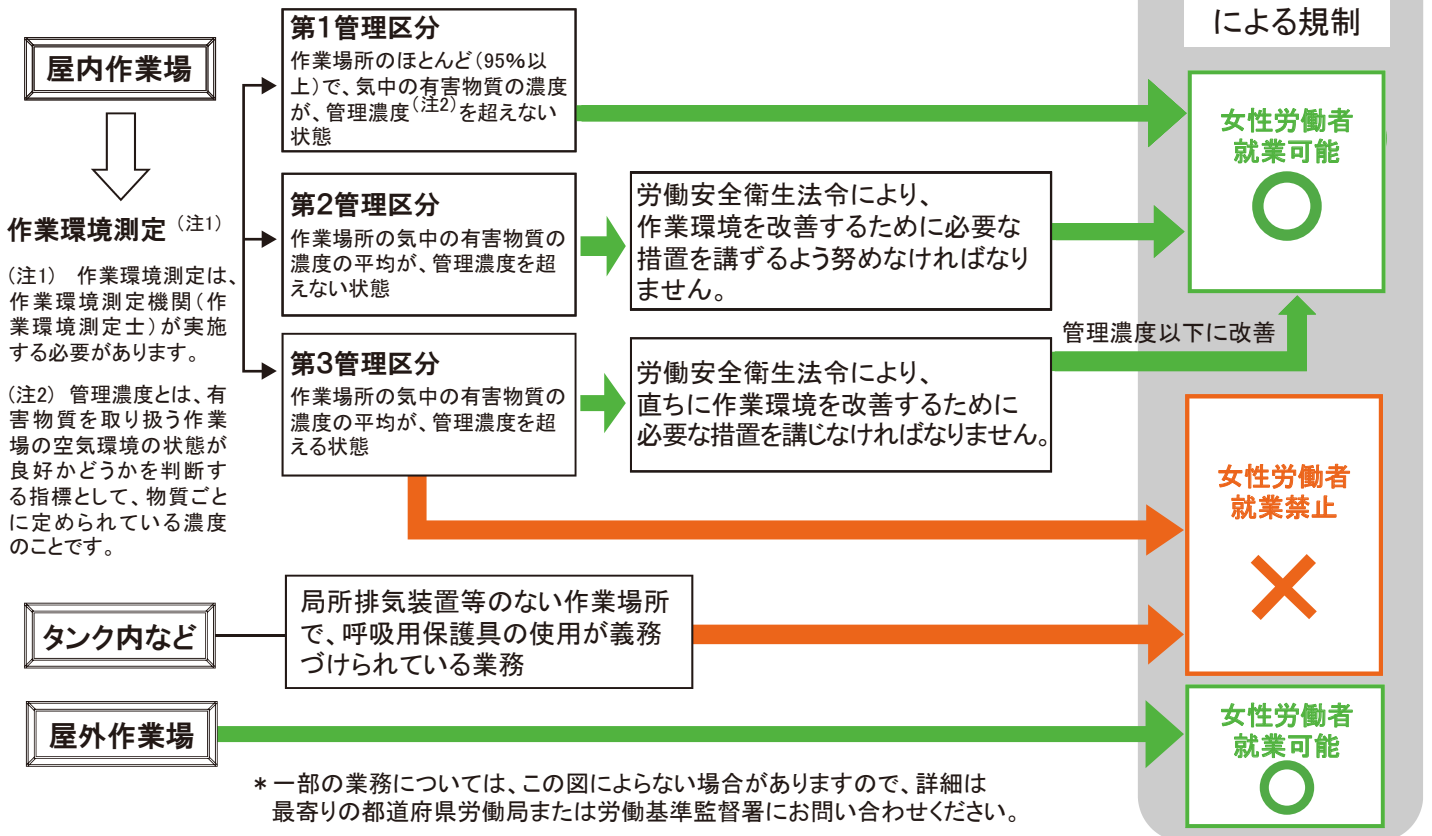 による規制
屋内作業場
作業環境測定（注1）
(注1)　作業環境測定は、
作業環境測定機関(作
業環境測定士)が実施
する必要があります。
(注2)　管理濃度とは、有
害物質を取り扱う作業
場の空気環境の状態が
良好かどうかを判断す
る指標として、物質ごと
に定められている濃度
のことです。
第1管理区分
作業場所のほとんど(95%以
上)で、気中の有害物質の濃度
が、管理濃度(注2)を超えない
状態
第2管理区分
作業場所の気中の有害物質の
濃度の平均が、管理濃度を超
えない状態
労働安全衛生法令により、
作業環境を改善するために必要な
措置を講ずるよう努めなければなり
ません。
第3管理区分
作業場所の気中の有害物質の
濃度の平均が、管理濃度を超
える状態
労働安全衛生法令により、
直ちに作業環境を改善するために
必要な措置を講じなければなりません。
管理濃度以下に改善
女性労働者
就業可能
女性労働者
就業禁止
タンク内など
局所排気装置等のない作業場所
で、呼吸用保護具の使用が義務
づけられている業務
屋外作業場
女性労働者
就業可能
*一部の業務については、この図によらない場合がありますので、詳細は
最寄りの都道府県労働局または労働基準監督署にお問い合わせください。